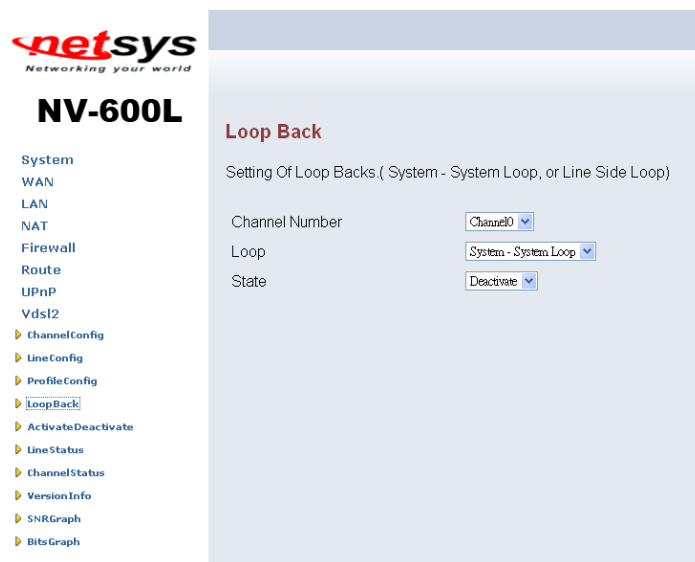 netsys
Networking your world
NV-600L
System
WAN
LAN
NAT
Firewall
Route
UPnP
Vdsl2
ChannelConfig
LineConfig
ProfileConfig
LoopBack
ActivateDeactivate
LineStatus
ChannelStatus
VersionInfo
SNRGraph
BitsGraph
Loop Back
Setting Of Loop Backs.( System - System Loop, or Line Side Loop)
Channel Number Channel0
Loop System - System Loop
State Deactivate